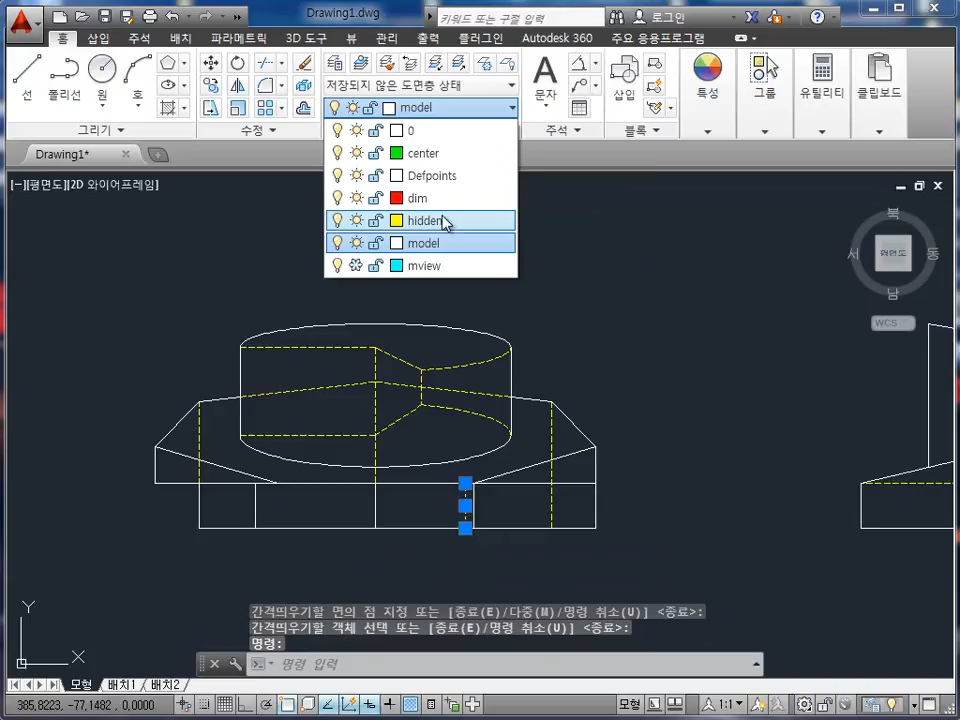 Drawing1.dwg
키워드 또는 구절 입력
로그인
홈 삽입 주석 배치 파라메트릭 3D 도구 뷰 관리 출력 플러그인 Autodesk 360 주요 응용프로그램
저장되지 않은 도면층 상태
model
선 폴리선 원 호
문자 삽입 특성 그룹 유틸리티 클립보드
그리기 수정 주석 블록
0
center
Defpoints
dim
hidden
model
mview
Drawing1*
[−][평면도][2D 와이어프레임]
북
서 평면도 동
남
WCS
Y
X
간격띄우기할 면의 점 지정 또는 [종료(E)/다중(M)/명령 취소(U)] <종료>:
간격띄우기할 객체 선택 또는 [종료(E)/명령 취소(U)] <종료>:
명령:
명령 입력
모형 배치1 배치2
385,8223, -77,1482 , 0,0000
모형
1:1